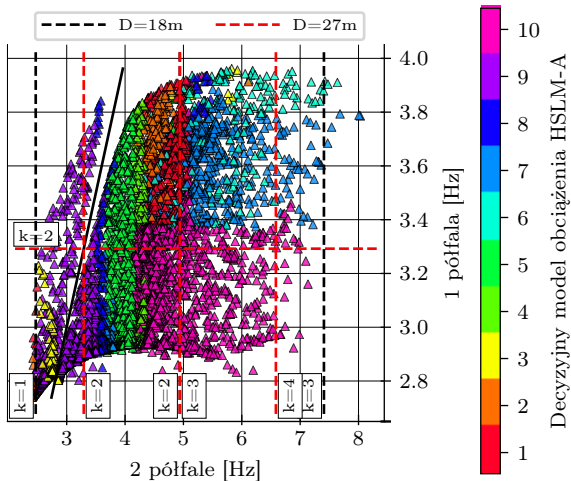 D=18m
D=27m
4.0
3.8
3.6
3.4
3.2
3.0
2.8
1 półfala [Hz]
k=2
k=1
k=2
k=2
k=3
k=4
k=3
3
4
5
6
7
8
2 półfale [Hz]
10
9
8
7
6
5
4
3
2
1
Decyzyjny model obciążenia HSLM-A